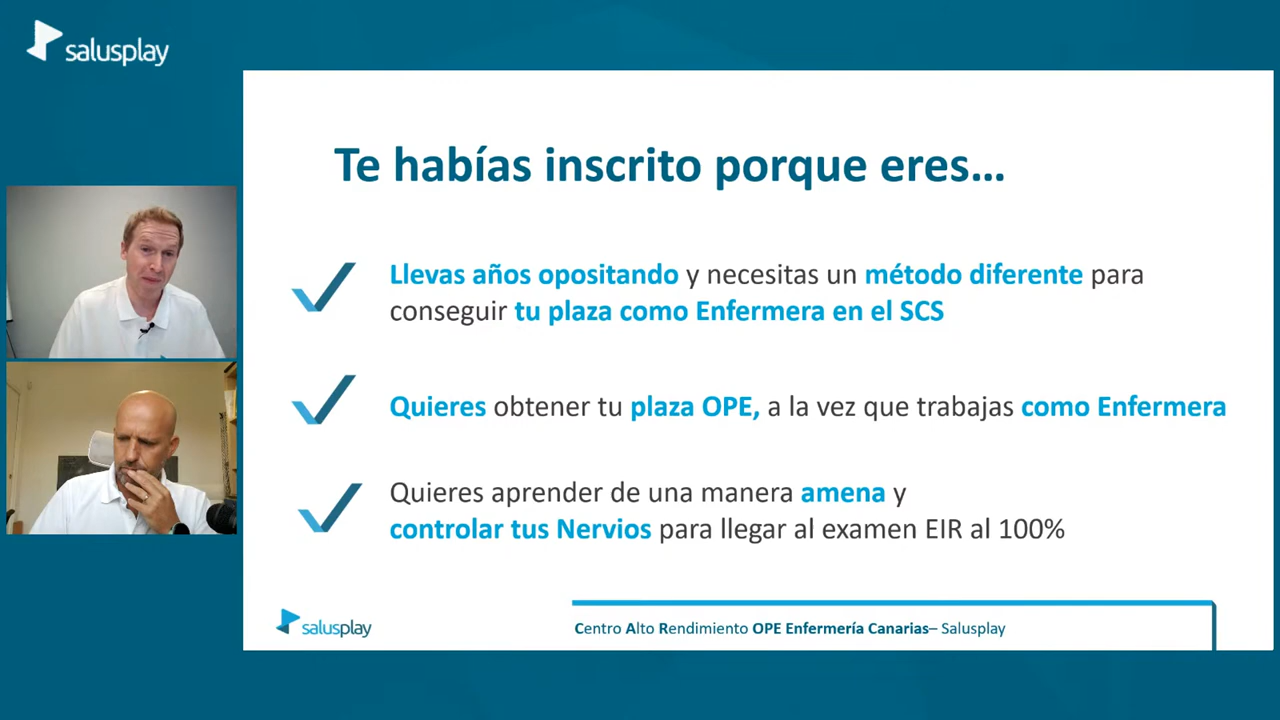 salusplay
Te habías inscrito porque eres...
Llevas años opositando y necesitas un método diferente para
conseguir tu plaza como Enfermera en el SCS
Quieres obtener tu plaza OPE, a la vez que trabajas como Enfermera
Quieres aprender de una manera amena y
controlar tus Nervios para llegar al examen EIR al 100%
salusplay
Centro Alto Rendimiento OPE Enfermería Canarias– Salusplay